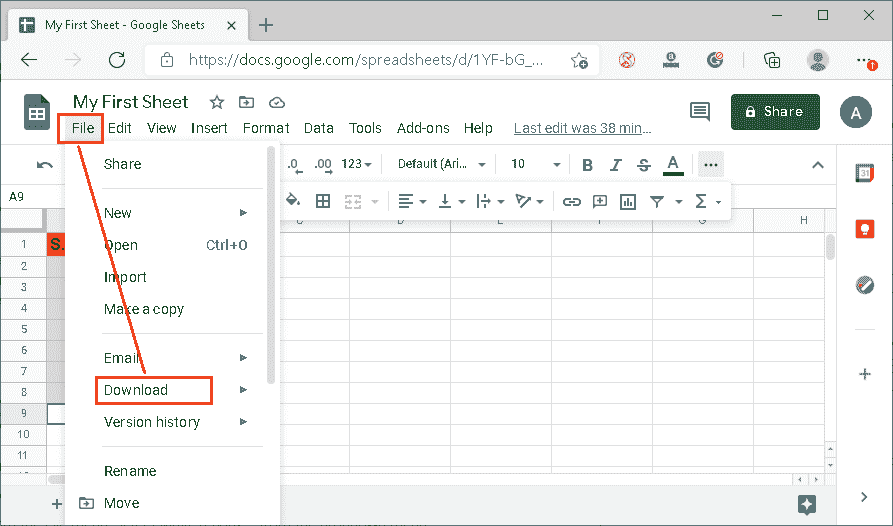 My First Sheet - Google Sheets
https://docs.google.com/spreadsheets/d/1YF-bG_...
My First Sheet
File Edit View Insert Format Data Tools Add-ons Help Last edit was 38 min...
Share
A
Share
.0 .00 123 Default (Ari... 10 B I S A
31
A9
New
C D E F G H
1 S.
Open Ctrl+O
2
Import
3
4 Make a copy
5
6
Email
7
8 Download
9 Version history
10
11
Rename
Move